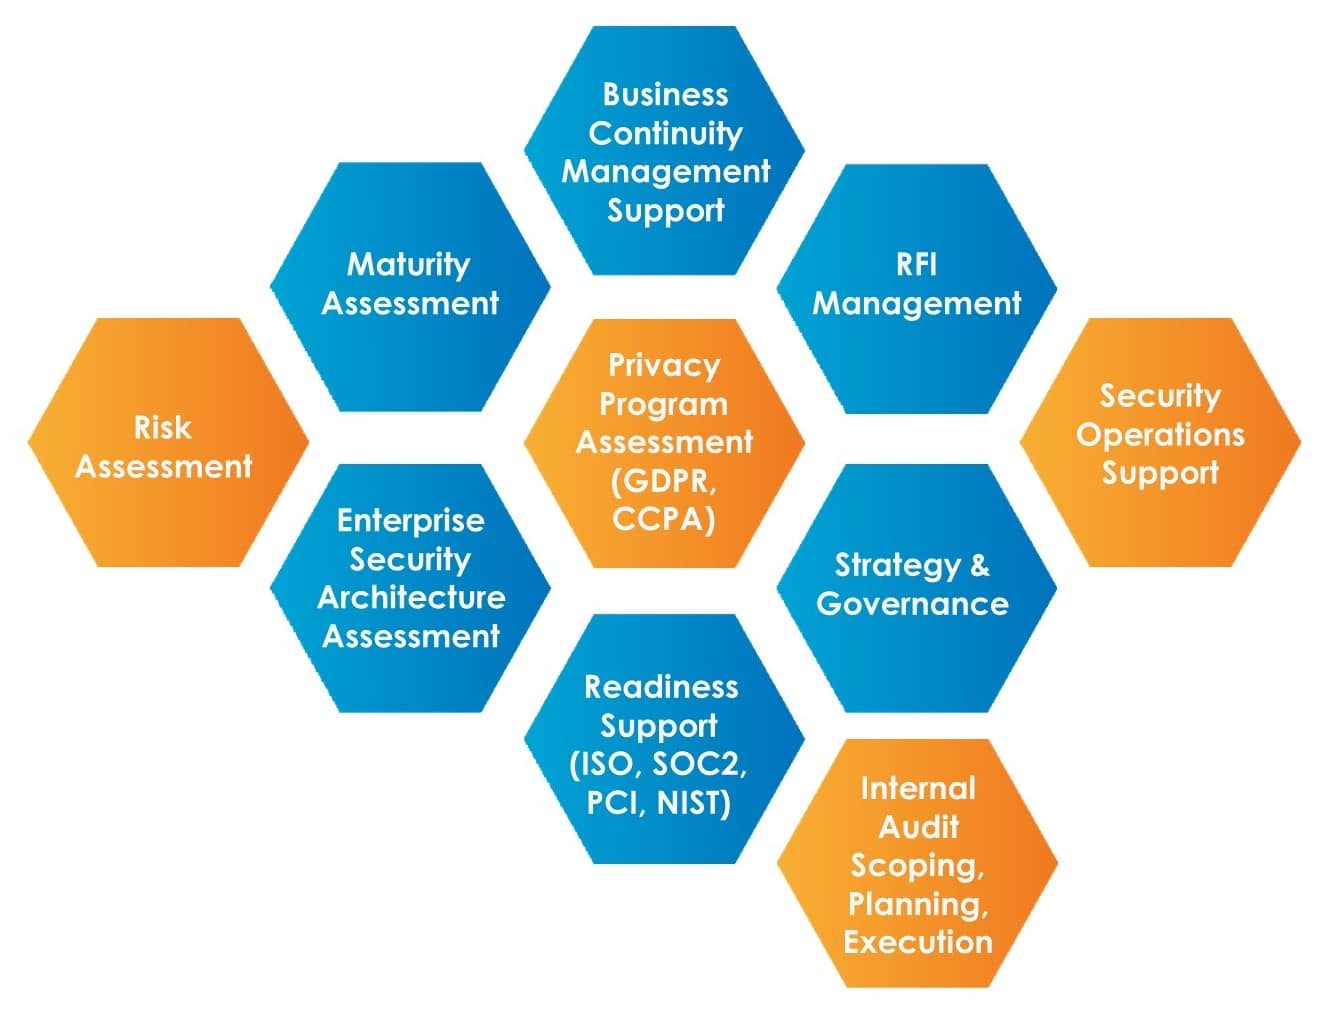 Business
Continuity
Management
Support
Maturity
Assessment
RFI
Management
Risk
Assessment
Privacy
Program
Assessment
(GDPR,
CCPA)
Security
Operations
Support
Enterprise
Security
Architecture
Assessment
Strategy &
Governance
Readiness
Support
(ISO, SOC2,
PCI, NIST)
Internal
Audit
Scoping,
Planning,
Execution